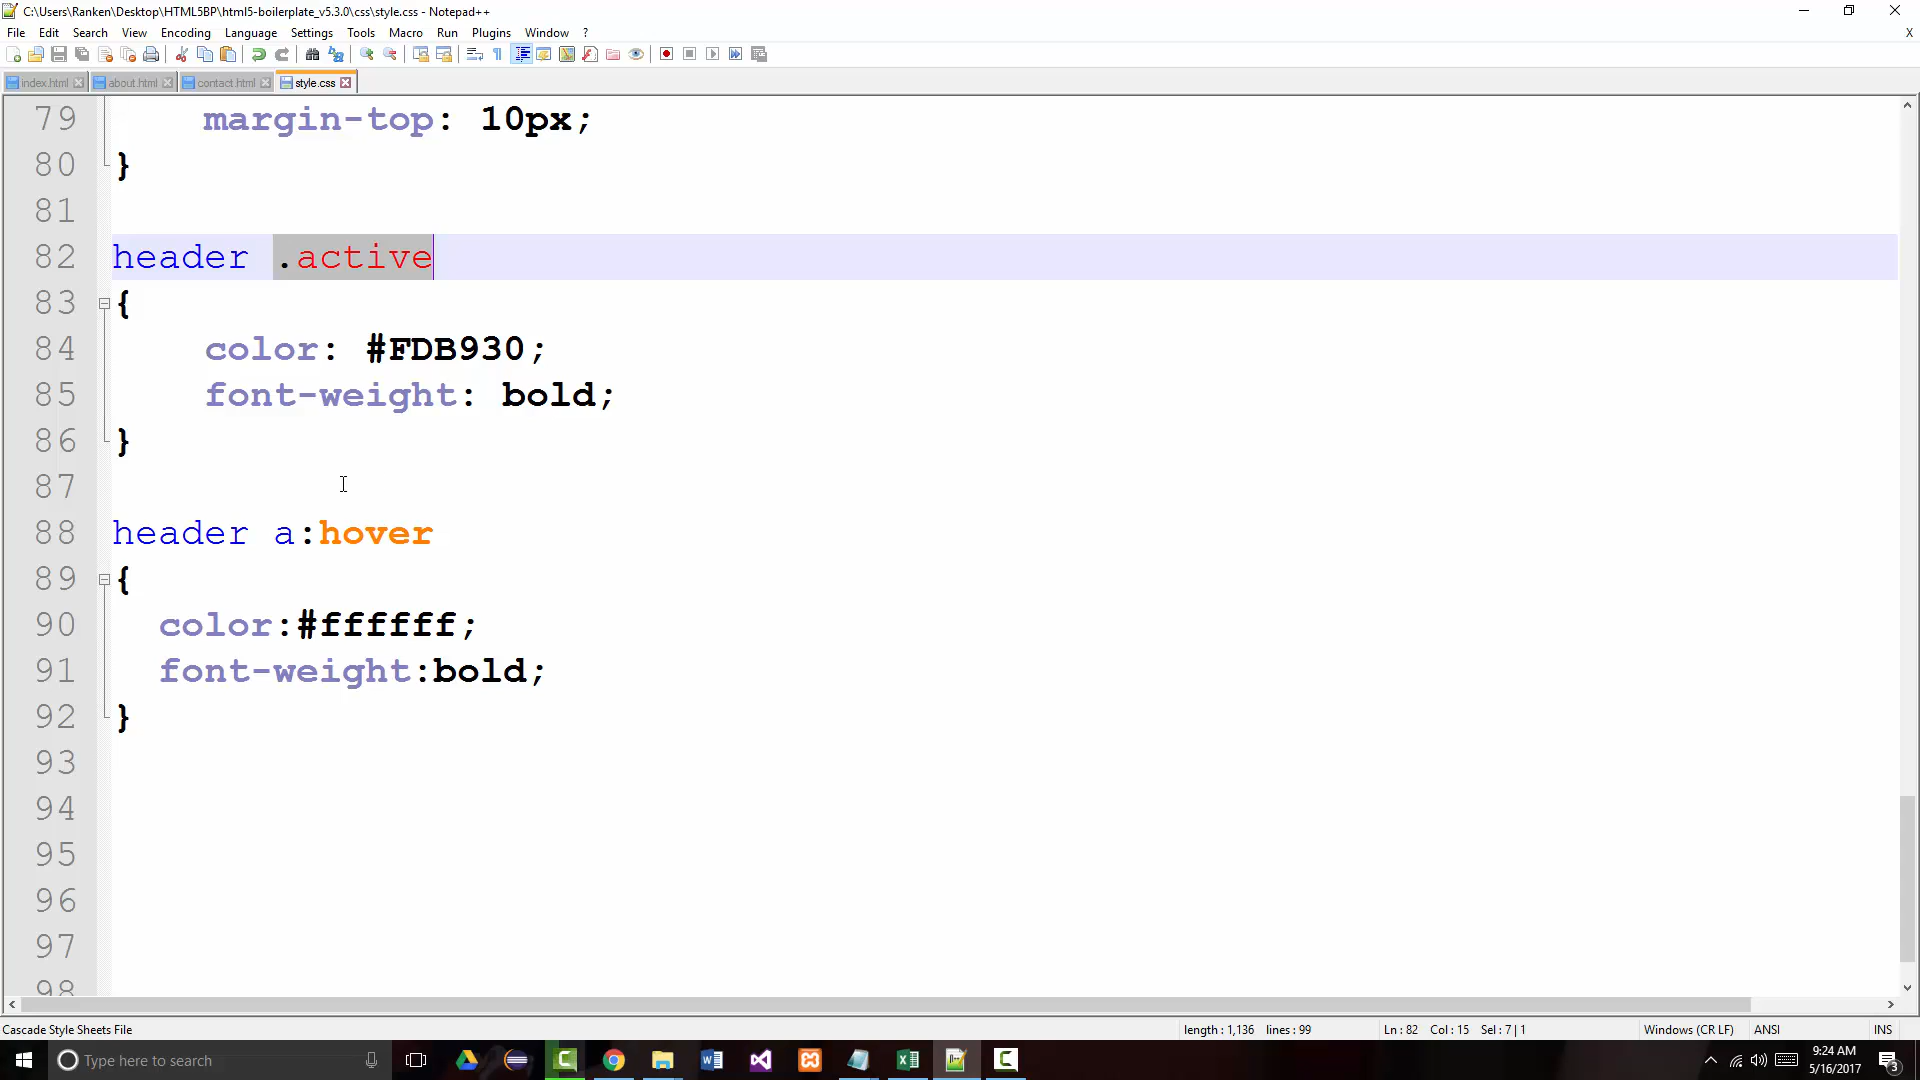 C:\Users\Ranken\Desktop\HTML5BP\html5-boilerplate_v5.3.0\css\style.css - Notepad++
File Edit Search View Encoding Language Settings Tools Macro Run Plugins Window ? X
index.html about.html contact.html style.css
79 margin-top: 10px;
80 }
81
82 header .active
83 {
84 color: #FDB930;
85 font-weight: bold;
86 }
87
88 header a:hover
89 {
90 color:#ffffff;
91 font-weight:bold;
92 }
93
94
95
96
97
98
Cascade Style Sheets File length : 1,136 lines : 99 Ln : 82 Col : 15 Sel : 7 | 1 Windows (CR LF) ANSI INS
Type here to search
9:24 AM
5/16/2017
3